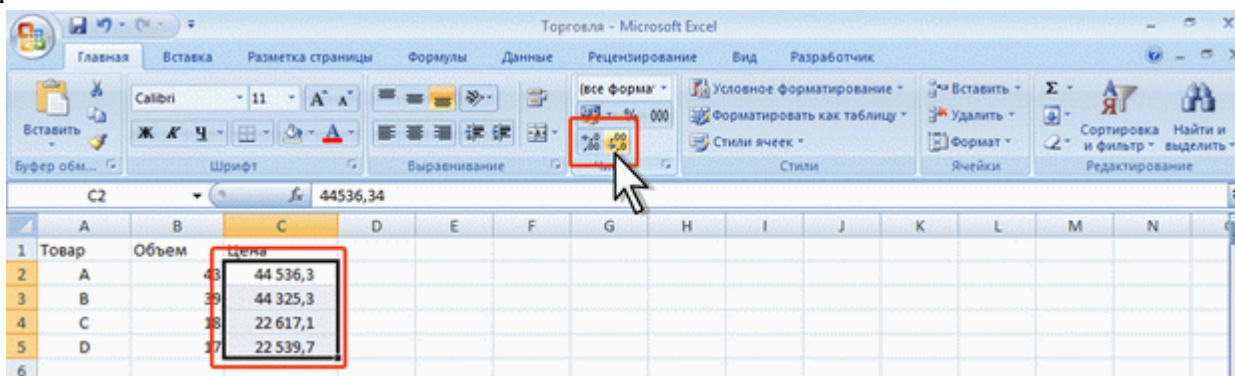 Торговля - Microsoft Excel
Главная Вставка Разметка страницы Формулы Данные Рецензирование Вид Разработчик
Вставить
Буфер обм...
Calibri 11
Ж К Ч
Шрифт
Выравнивание
(все форма
% 000
Условное форматирование
Форматировать как таблицу
Стили ячеек
Стили
Вставить
Удалить
Формат
Ячейки
Σ
Сортировка и фильтр
Найти и выделить
Редактирование
C2 fx 44536,34
A B C D E F G H I J K L M N
1 Товар Объем Цена
2 A 43 44 536,3
3 B 39 44 325,3
4 C 18 22 617,1
5 D 17 22 539,7
6